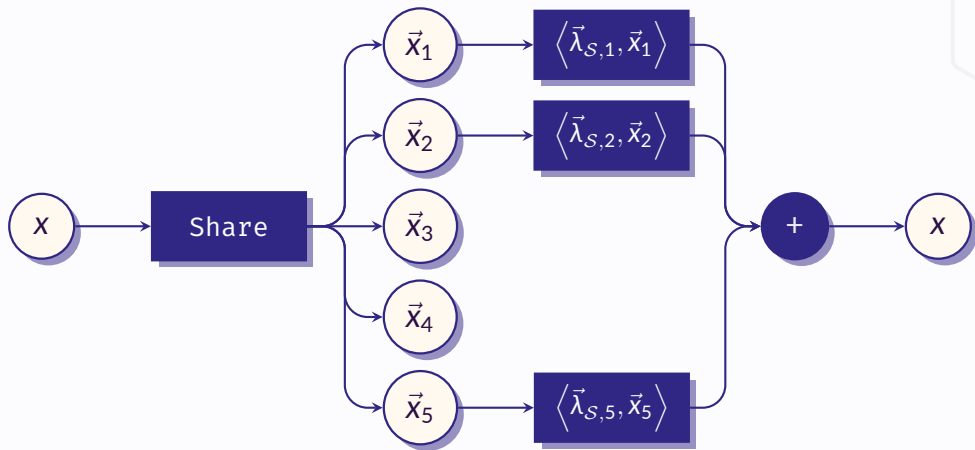 x⃗₁ ⟨λ⃗_{𝒮,1}, x⃗₁⟩
x⃗₂ ⟨λ⃗_{𝒮,2}, x⃗₂⟩
x Share x⃗₃ + x
x⃗₄
x⃗₅ ⟨λ⃗_{𝒮,5}, x⃗₅⟩